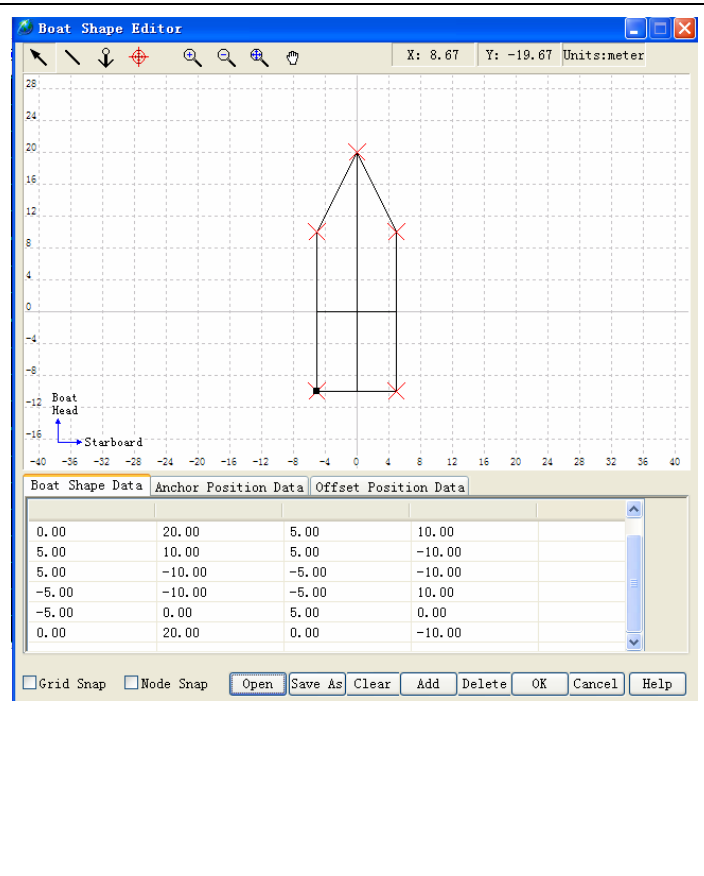 Boat Shape Editor
X: 8.67 Y: -19.67 Units:meter
28
24
20
16
12
8
4
0
-4
-8
-12
Boat
Head
-16
Starboard
-40 -36 -32 -28 -24 -20 -16 -12 -8 -4 0 4 8 12 16 20 24 28 32 36 40
Boat Shape Data Anchor Position Data Offset Position Data
0.00 20.00 5.00 10.00
5.00 10.00 5.00 -10.00
5.00 -10.00 -5.00 -10.00
-5.00 -10.00 -5.00 10.00
-5.00 0.00 5.00 0.00
0.00 20.00 0.00 -10.00
Grid Snap Node Snap Open Save As Clear Add Delete OK Cancel Help